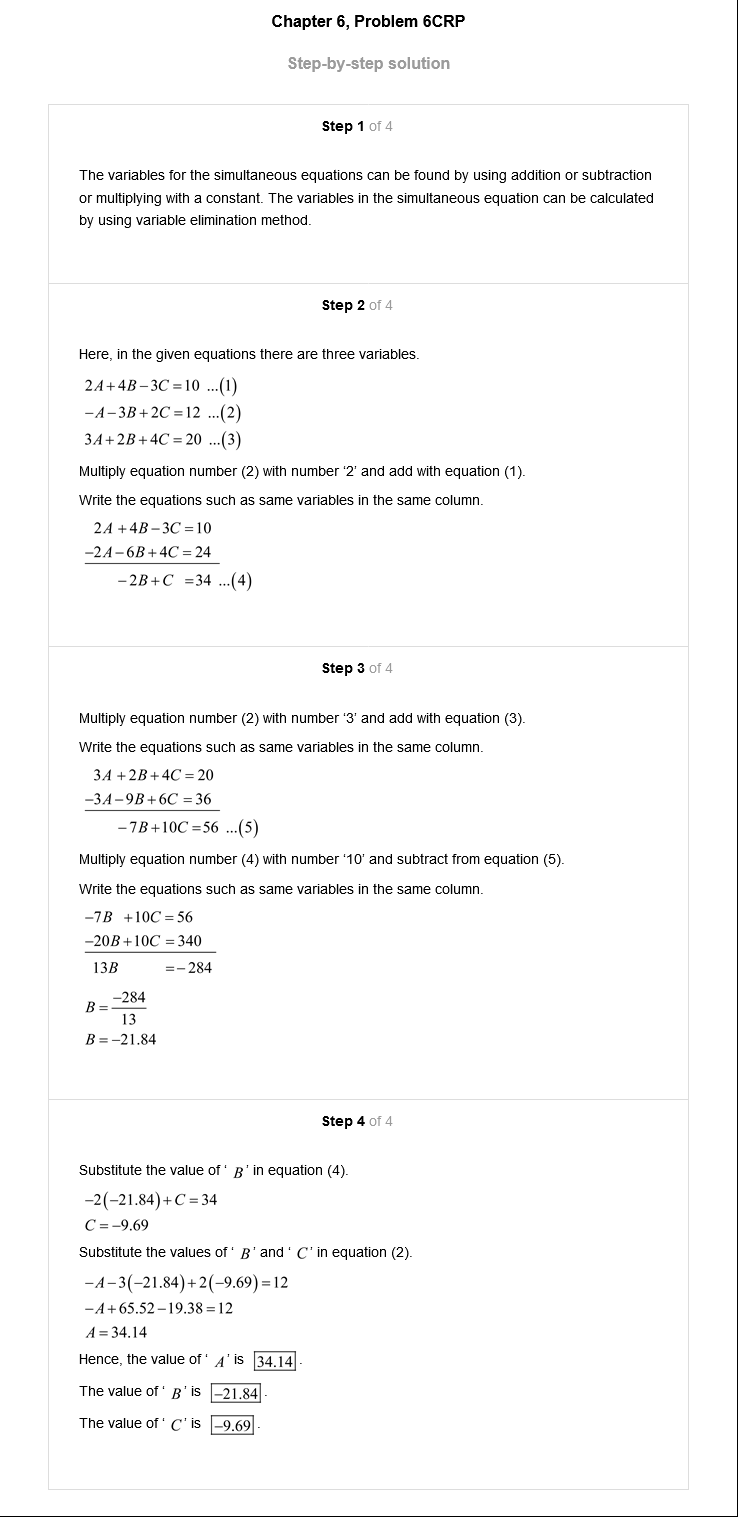 Chapter 6, Problem 6CRP
Step-by-step solution
Step 1 of 4
The variables for the simultaneous equations can be found by using addition or subtraction
or multiplying with a constant. The variables in the simultaneous equation can be calculated
by using variable elimination method.
Step 2 of 4
Here, in the given equations there are three variables.
2A+4B−3C=10 ...(1)
−A−3B+2C=12 ...(2)
3A+2B+4C=20 ...(3)
Multiply equation number (2) with number ‘2’ and add with equation (1).
Write the equations such as same variables in the same column.
2A+4B−3C=10
−2A−6B+4C=24
−2B+C =34 ...(4)
Step 3 of 4
Multiply equation number (2) with number ‘3’ and add with equation (3).
Write the equations such as same variables in the same column.
3A+2B+4C=20
−3A−9B+6C=36
−7B+10C=56 ...(5)
Multiply equation number (4) with number ‘10’ and subtract from equation (5).
Write the equations such as same variables in the same column.
−7B +10C=56
−20B+10C=340
13B =−284
B=−284/13
B=−21.84
Step 4 of 4
Substitute the value of ‘ B’ in equation (4).
−2(−21.84)+C=34
C=−9.69
Substitute the values of ‘ B’ and ‘ C’ in equation (2).
−A−3(−21.84)+2(−9.69)=12
−A+65.52−19.38=12
A=34.14
Hence, the value of ‘ A’ is 34.14.
The value of ‘ B’ is −21.84.
The value of ‘ C’ is −9.69.